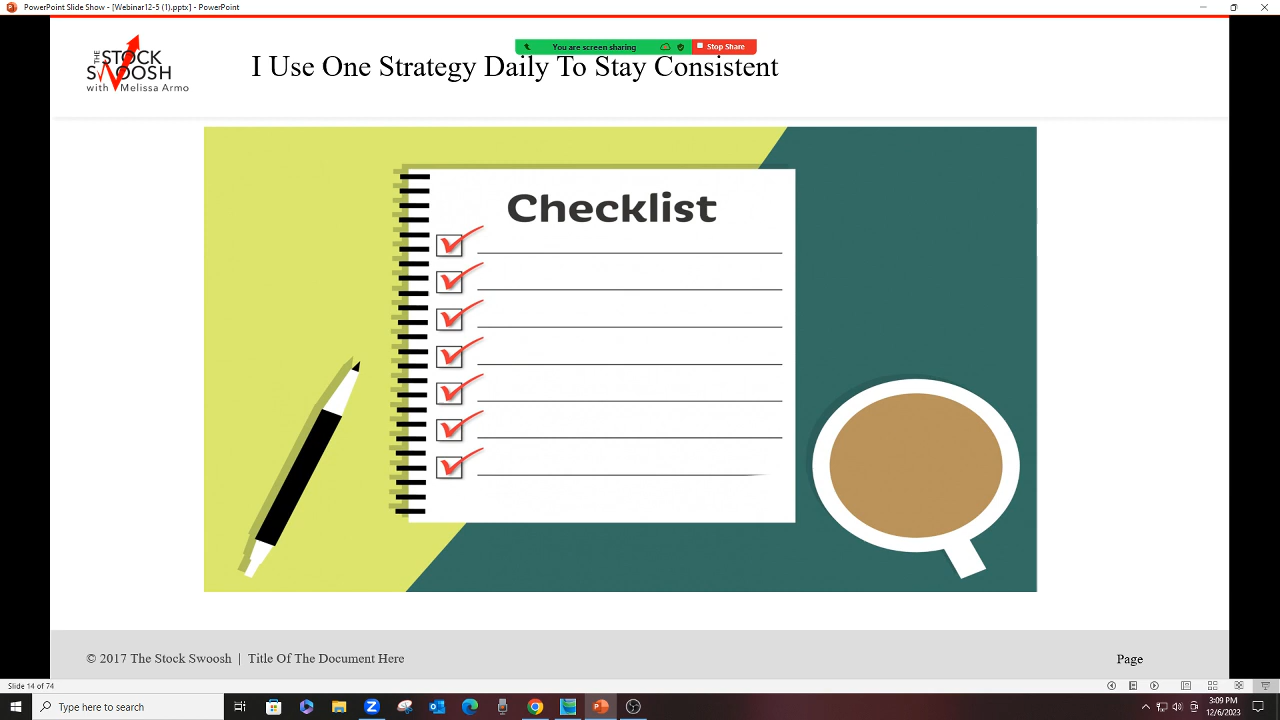 PowerPoint Slide Show - [Webinar12-5 (1).pptx] - PowerPoint
You are screen sharing
Stop Share
THE STOCK
SWOOSH
with Melissa Armo
I Use One Strategy Daily To Stay Consistent
Checklist
© 2017 The Stock Swoosh | Title Of The Document Here
Page
Slide 14 of 74
Type here to search
3:09 PM
12/6/2023